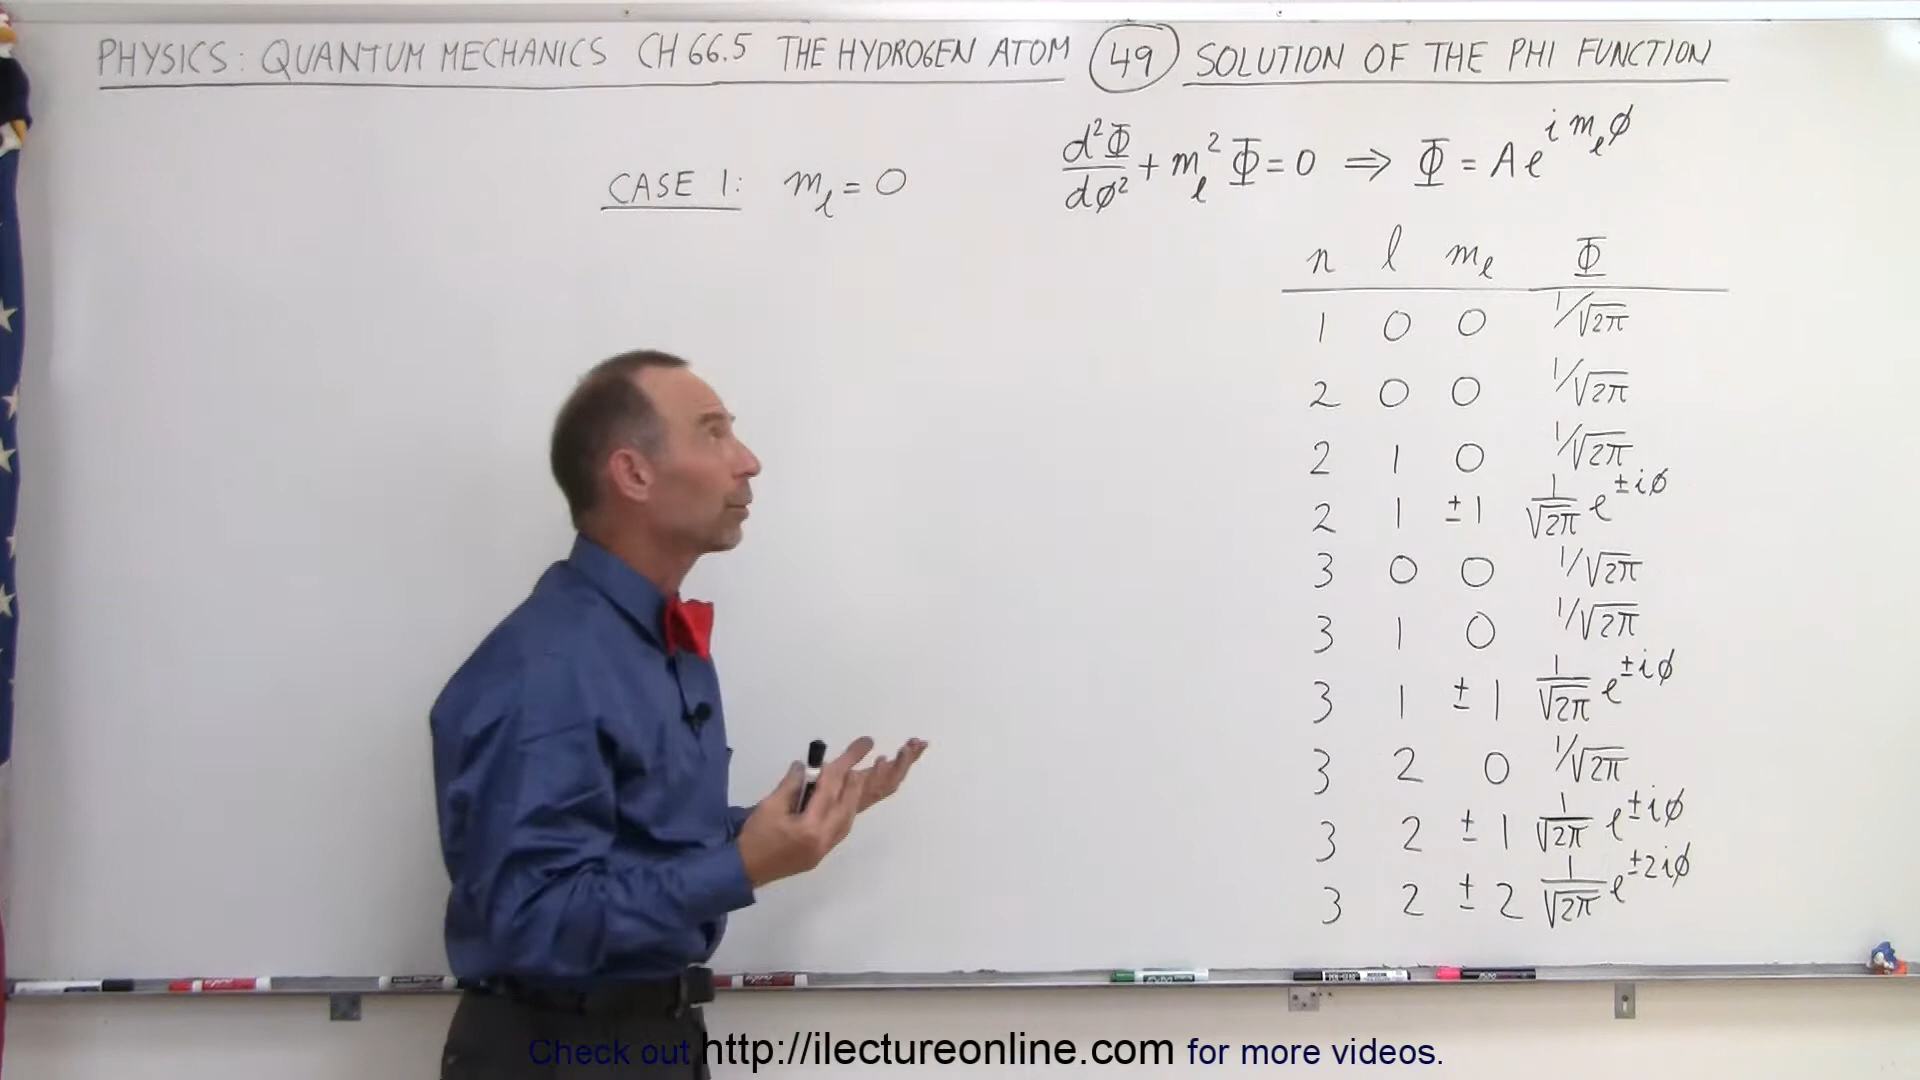 PHYSICS: QUANTUM MECHANICS CH 66.5 THE HYDROGEN ATOM 49 SOLUTION OF THE PHI FUNCTION
CASE 1: mₗ = 0
d²Φ/dϕ² + mₗ² Φ = 0 ⇒ Φ = A e^{i mₗ ϕ}
n l mₗ Φ
1 0 0 1/√2π
2 0 0 1/√2π
2 1 0 1/√2π
2 1 ±1 1/√2π e^{±iϕ}
3 0 0 1/√2π
3 1 0 1/√2π
3 1 ±1 1/√2π e^{±iϕ}
3 2 0 1/√2π
3 2 ±1 1/√2π e^{±iϕ}
3 2 ±2 1/√2π e^{±2iϕ}
Check out http://ilectureonline.com for more videos.